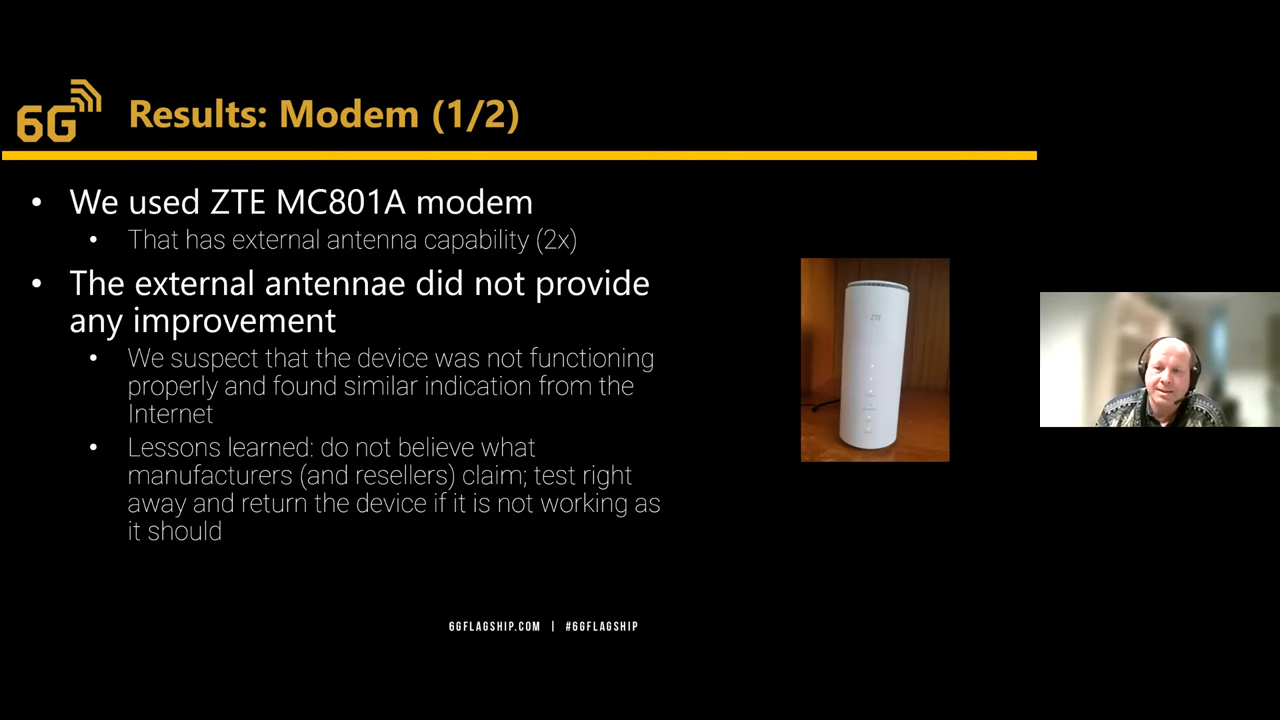 6G
Results: Modem (1/2)
• We used ZTE MC801A modem
• That has external antenna capability (2x)
• The external antennae did not provide
any improvement
• We suspect that the device was not functioning
properly and found similar indication from the
Internet
• Lessons learned: do not believe what
manufacturers (and resellers) claim; test right
away and return the device if it is not working as
it should
ZTE
6GFLAGSHIP.COM | #6GFLAGSHIP